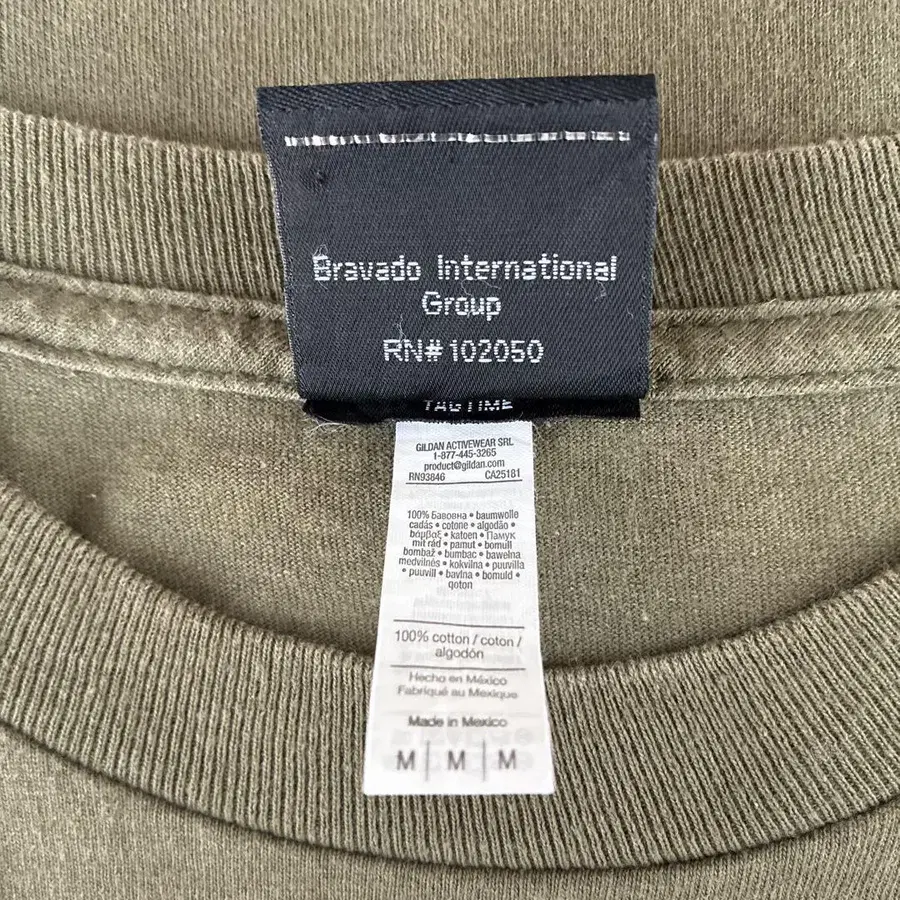 Bravado International
Group
RN# 102050
TAGTIME
GILDAN ACTIVEWEAR SRL
1-877-445-3265
product@gildan.com
RN93846 CA25181
100% Бавовна • baumwolle
cadás • cotone • algodão •
βαμβαξ • katoen • Памук
mit rád • pamut • bomull
bombaž • bumbac • bawełna
medvilnės • kokvilna • puuvilla
• puuvill • bavlna • bomuld •
qoton
100% cotton / coton /
algodón
Hecho en México
Fabriqué au Mexique
Made in Mexico
M | M | M